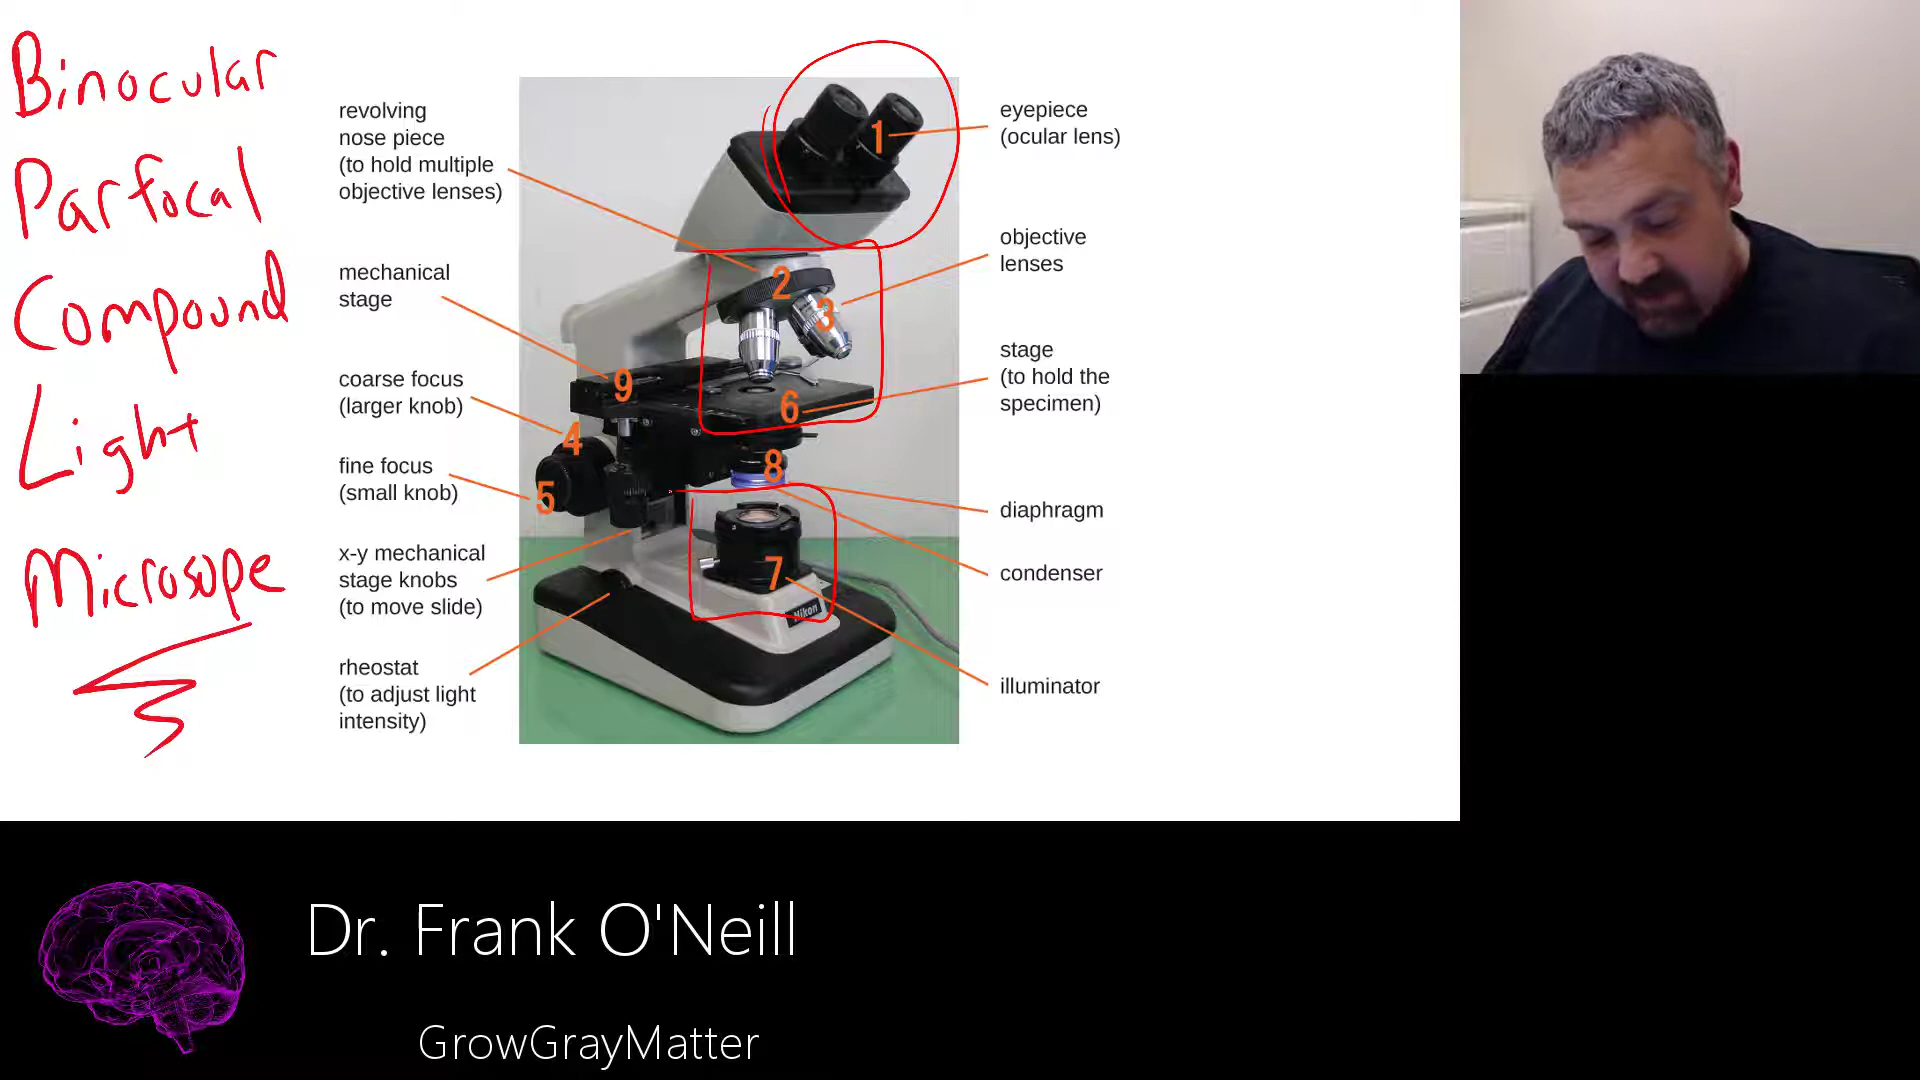 Binocular
Parfocal
Compound
Light
Microsope
revolving
nose piece
(to hold multiple
objective lenses)
mechanical
stage
coarse focus
(larger knob)
fine focus
(small knob)
x-y mechanical
stage knobs
(to move slide)
rheostat
(to adjust light
intensity)
1
2
3
9
6
4
8
5
7
Nikon
eyepiece
(ocular lens)
objective
lenses
stage
(to hold the
specimen)
diaphragm
condenser
illuminator
Dr. Frank O'Neill
GrowGrayMatter